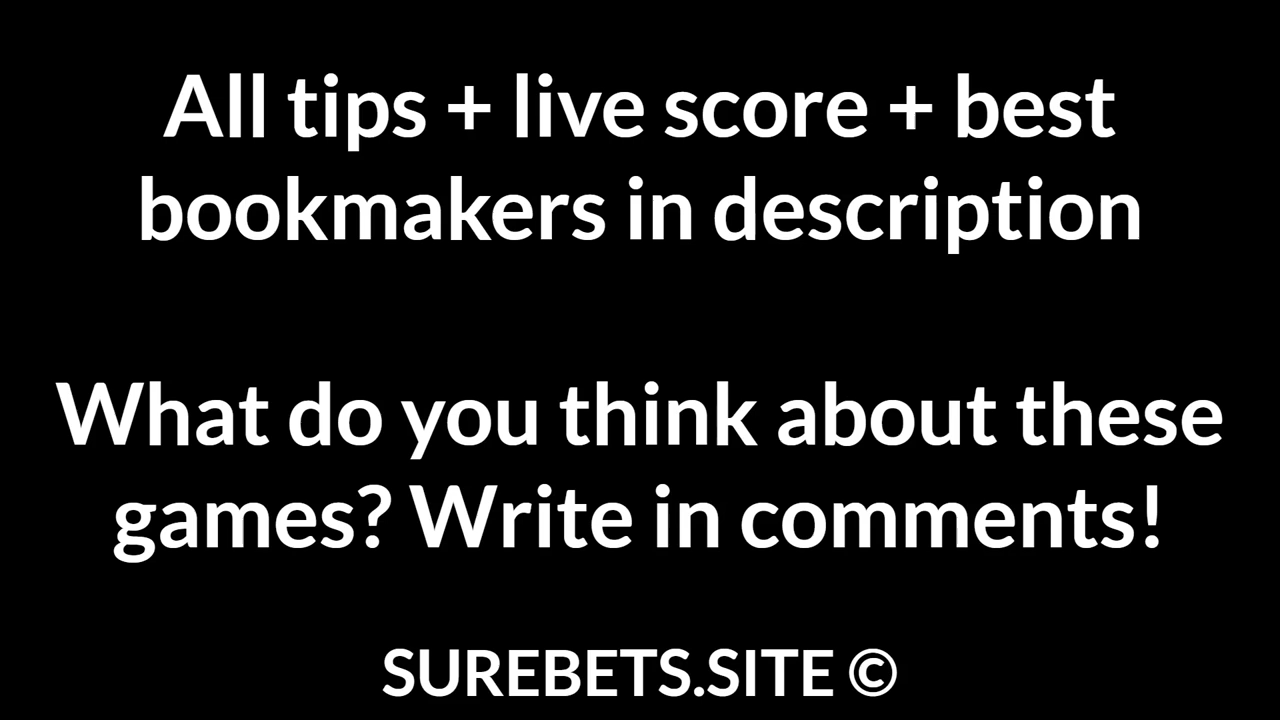 All tips + live score + best
bookmakers in description
What do you think about these
games? Write in comments!
SUREBETS.SITE ©